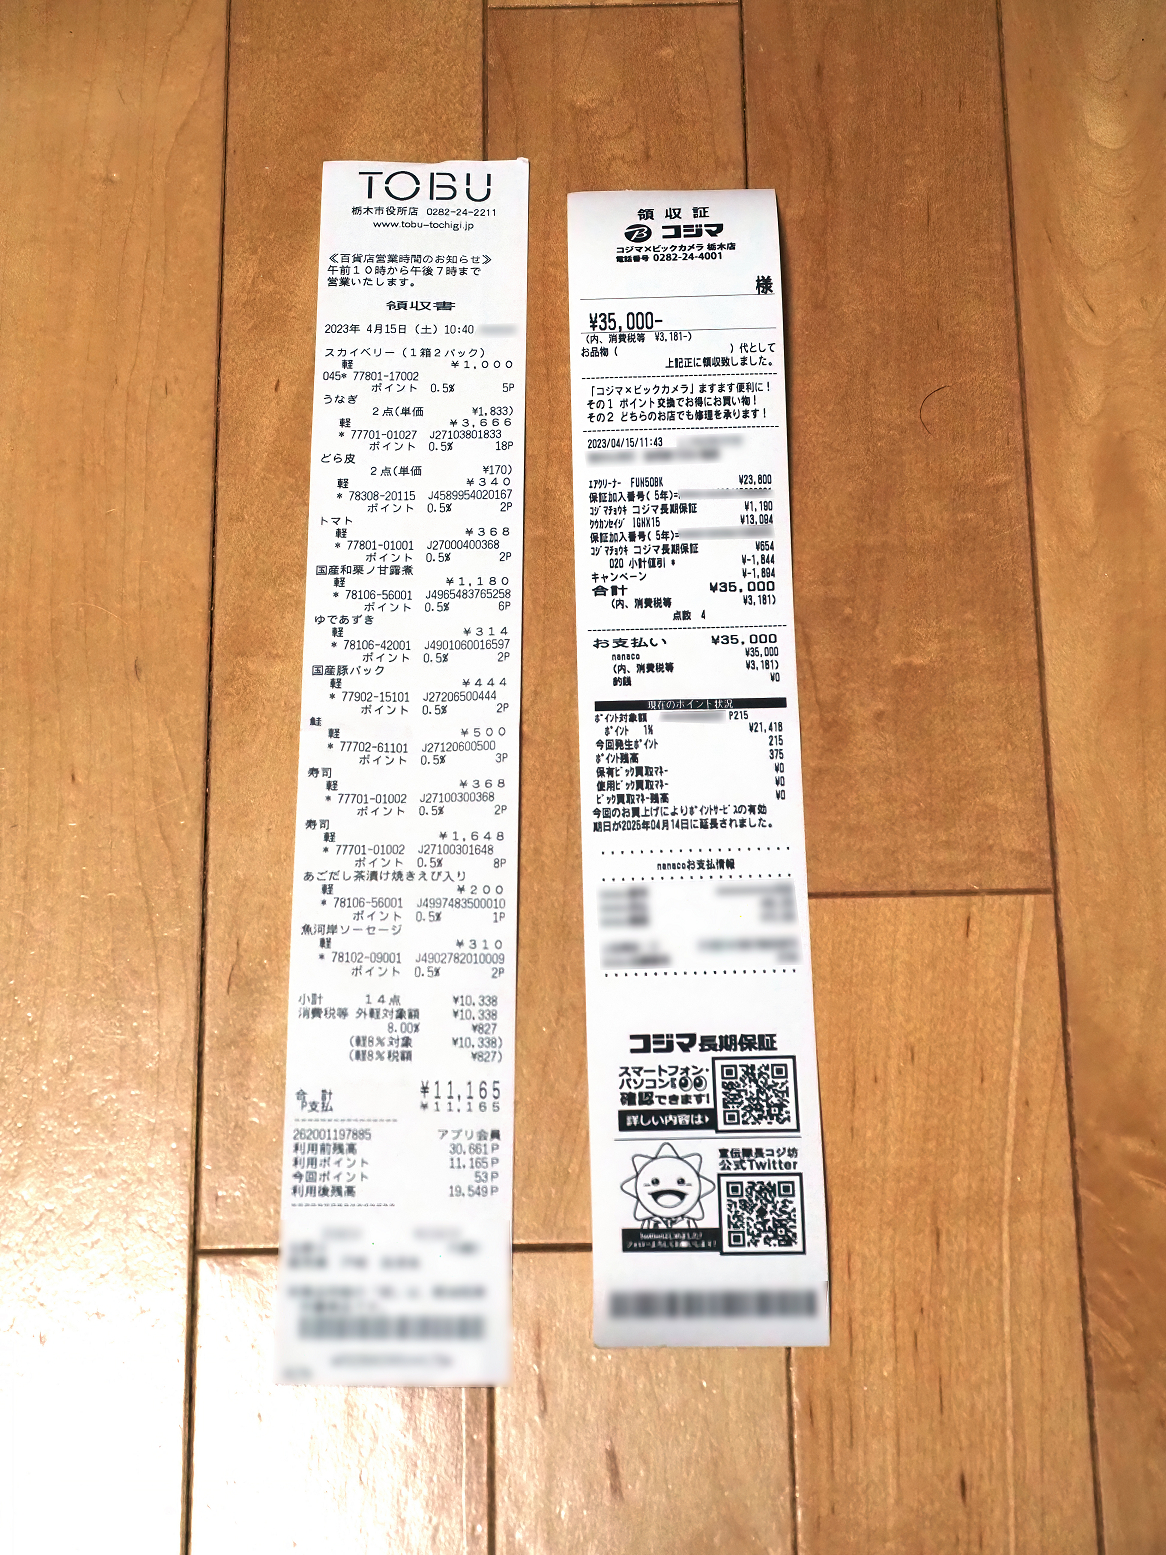 TOBU
栃木市役所店 0282-24-2211
www.tobu-tochigi.jp
≪百貨店営業時間のお知らせ≫
午前10時から午後7時まで
営業いたします。
領収書
2023年 4月15日(土)10:40
スカイベリー(1箱2パック)
軽 ¥1,000
045* 77801-17002
ポイント 0.5% 5P
うなぎ
2点(単価 ¥1,833)
軽 ¥3,666
* 77701-01027 J27103801833
ポイント 0.5% 18P
どら皮
2点(単価 ¥170)
軽 ¥340
* 78308-20115 J4589954020167
ポイント 0.5% 2P
トマト
軽 ¥368
* 77801-01001 J27000400368
ポイント 0.5% 2P
国産和栗ノ甘露煮
軽 ¥1,180
* 78106-56001 J4965483765258
ポイント 0.5% 6P
ゆであずき
軽 ¥314
* 78106-42001 J4901060016597
ポイント 0.5% 2P
国産豚パック
軽 ¥444
* 77902-15101 J27206500444
ポイント 0.5% 2P
鮭
軽 ¥500
* 77702-61101 J27120600500
ポイント 0.5% 3P
寿司
軽 ¥368
* 77701-01002 J27100300368
ポイント 0.5% 2P
寿司
軽 ¥1,648
* 77701-01002 J27100301648
ポイント 0.5% 8P
あごだし茶漬け焼きえび入り
軽 ¥200
* 78106-56001 J4997483500010
ポイント 0.5% 1P
魚河岸ソーセージ
軽 ¥310
* 78102-09001 J4902782010009
ポイント 0.5% 2P
小計 14点 ¥10,338
消費税等 外軽対象額 ¥10,338
8.00% ¥827
(軽8%対象 ¥10,338)
(軽8%税額 ¥827)
合計 ¥11,165
P支払 ¥11,165
262001197885 アプリ会員
利用前残高 30,661P
利用ポイント 11,165P
今回ポイント 53P
利用後残高 19,549P
領収証
コジマ
コジマ×ビックカメラ 栃木店
電話番号 0282-24-4001
様
¥35,000-
(内、消費税等 ¥3,181-)
お品物( )代として
上記正に領収致しました。
「コジマ×ビックカメラ」ますます便利に!
その1 ポイント交換でお得にお買い物!
その2 どちらのお店でも修理を承ります!
2023/04/15/11:43
エアクリーナー FUH50BK ¥23,800
保証加入番号(5年)=
コジマチョウキ コジマ長期保証 ¥1,190
クウカンセイジ IGHX15 ¥13,094
保証加入番号(5年)=
コジマチョウキ コジマ長期保証 ¥654
020 小計値引 * ¥-1,844
キャンペーン ¥-1,894
合計 ¥35,000
(内、消費税等 ¥3,181)
点数 4
お支払い ¥35,000
nanaco ¥35,000
(内、消費税等 ¥3,181)
釣銭 ¥0
現在のポイント状況
ポイント対象額 P215
ポイント 1% ¥21,418
今回発生ポイント 215
ポイント残高 375
保有ビック買取マネー ¥0
使用ビック買取マネー ¥0
ビック買取マネー残高 ¥0
今回のお買上げによりポイントサービスの有効
期日が2025年04月14日に延長されました。
nanacoお支払情報
コジマ長期保証
スマートフォン・
パソコンで
確認できます!
詳しい内容は
宣伝隊長コジ坊
公式Twitter